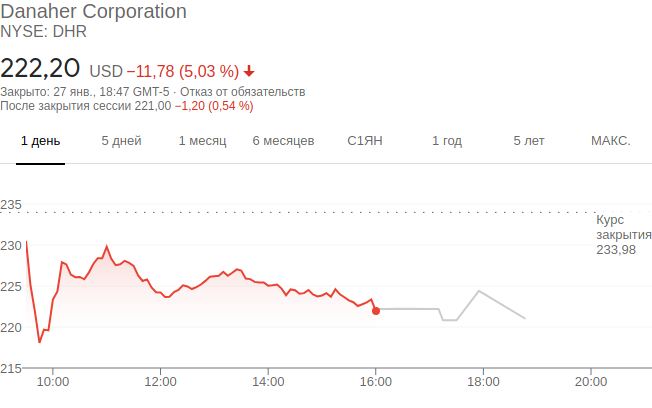 Danaher Corporation
NYSE: DHR
222,20 USD −11,78 (5,03 %)
Закрыто: 27 янв., 18:47 GMT-5 · Отказ от обязательств
После закрытия сессии 221,00 −1,20 (0,54 %)
1 день 5 дней 1 месяц 6 месяцев С1ЯН 1 год 5 лет МАКС.
235
Курс
закрытия
230
233,98
225
220
215
10:00 12:00 14:00 16:00 18:00 20:00